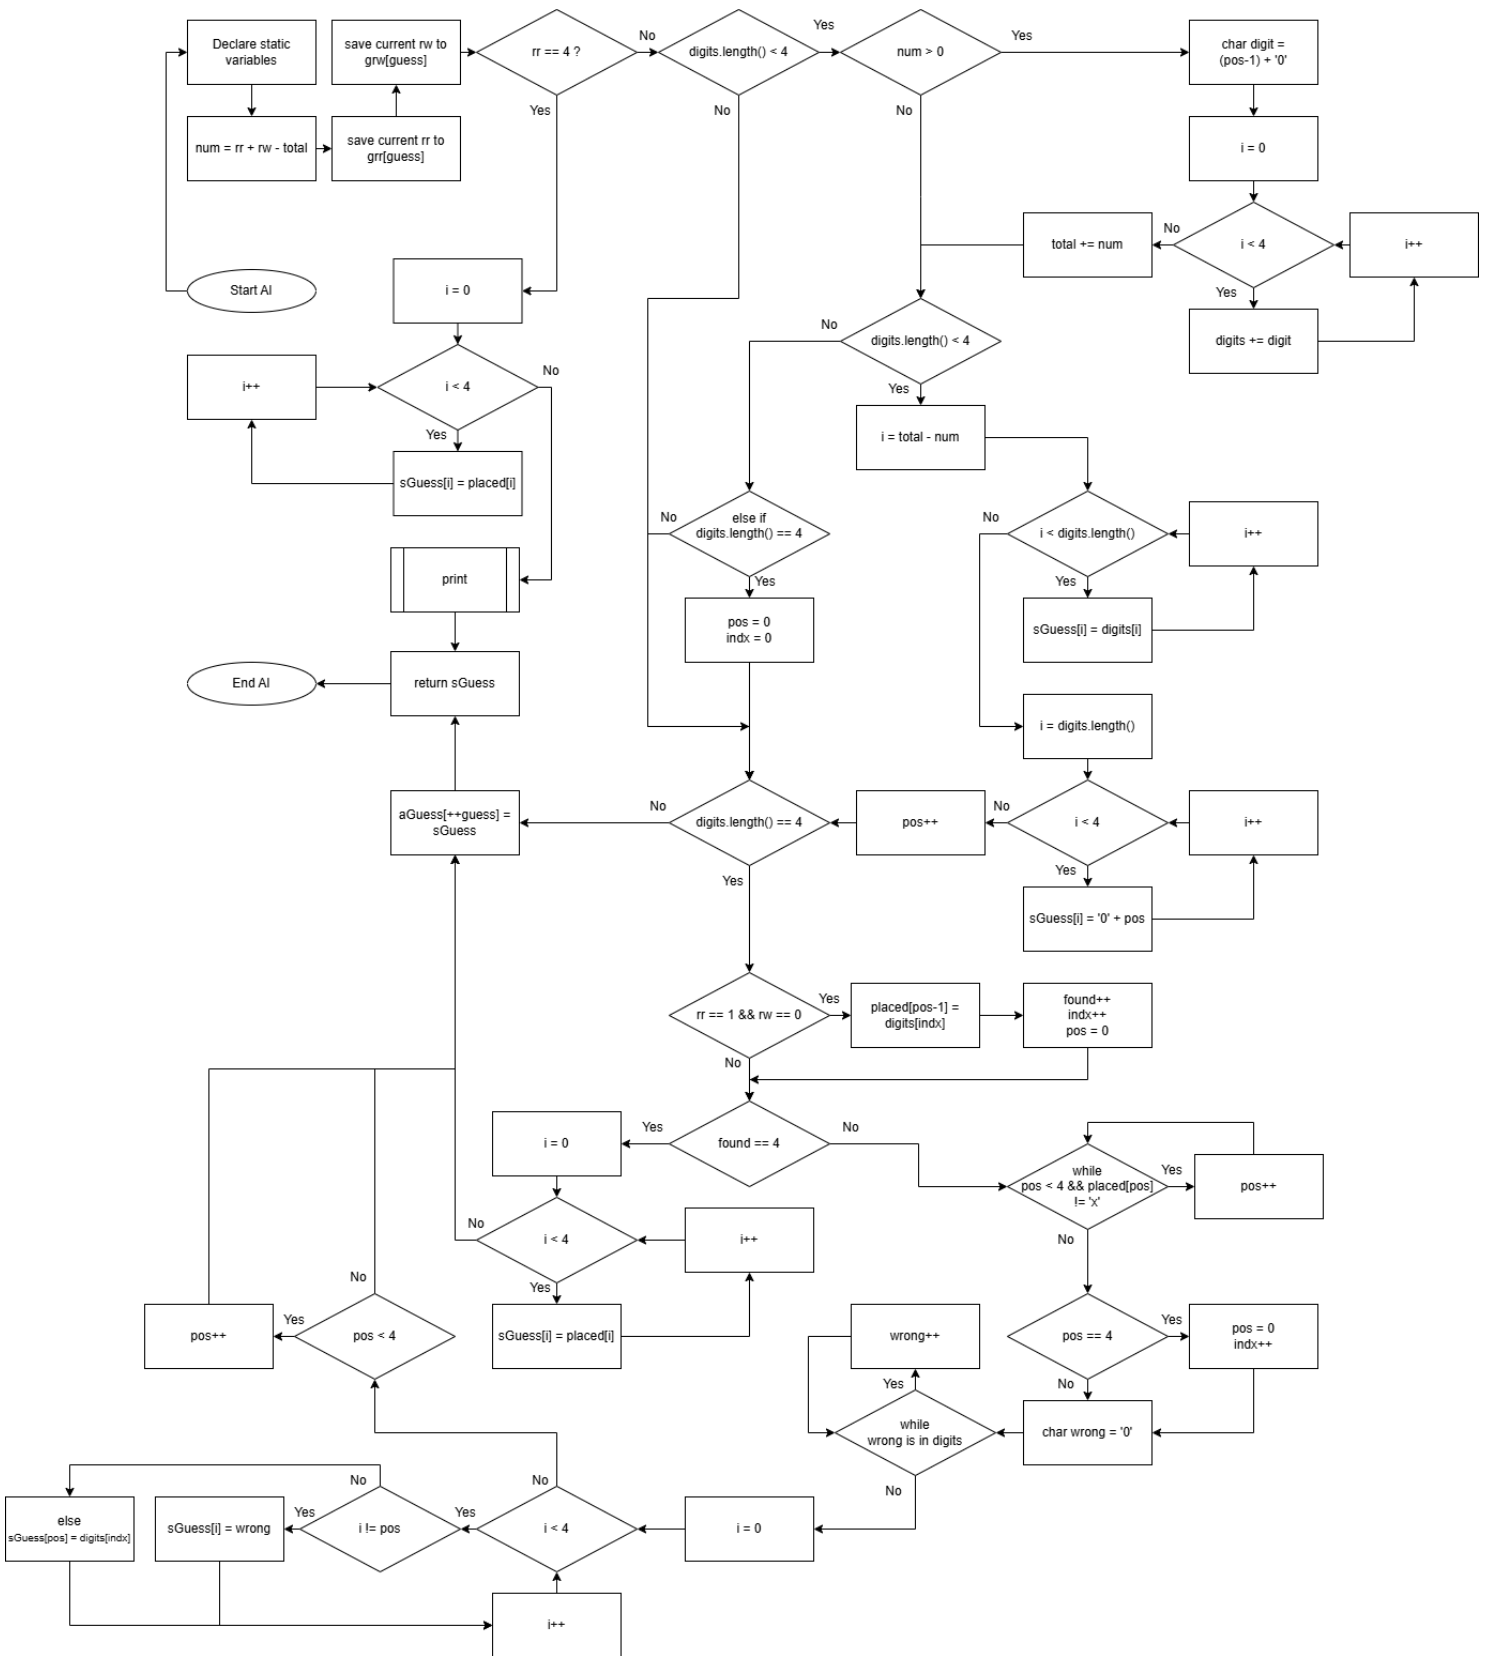 Declare static
variables
save current rw to
grw[guess]
rr == 4 ?
No
digits.length() < 4
Yes
num > 0
Yes
char digit =
(pos-1) + '0'
Yes
No
No
num = rr + rw - total
save current rr to
grr[guess]
i = 0
total += num
No
i < 4
i++
Start AI
i = 0
Yes
digits += digit
No
digits.length() < 4
Yes
i++
i < 4
No
Yes
i = total - num
sGuess[i] = placed[i]
No
else if
digits.length() == 4
No
i < digits.length()
i++
Yes
Yes
print
pos = 0
indx = 0
sGuess[i] = digits[i]
End AI
return sGuess
i = digits.length()
aGuess[++guess] =
sGuess
No
digits.length() == 4
pos++
No
i < 4
i++
Yes
Yes
sGuess[i] = '0' + pos
rr == 1 && rw == 0
Yes
placed[pos-1] =
digits[indx]
found++
indx++
pos = 0
No
i = 0
Yes
found == 4
No
while
pos < 4 && placed[pos]
!= 'x'
Yes
pos++
No
i < 4
i++
No
Yes
No
pos++
Yes
pos < 4
sGuess[i] = placed[i]
wrong++
pos == 4
Yes
pos = 0
indx++
Yes
No
while
wrong is in digits
char wrong = '0'
No
No
No
else
sGuess[pos] = digits[indx]
sGuess[i] = wrong
Yes
i != pos
Yes
i < 4
i = 0
i++